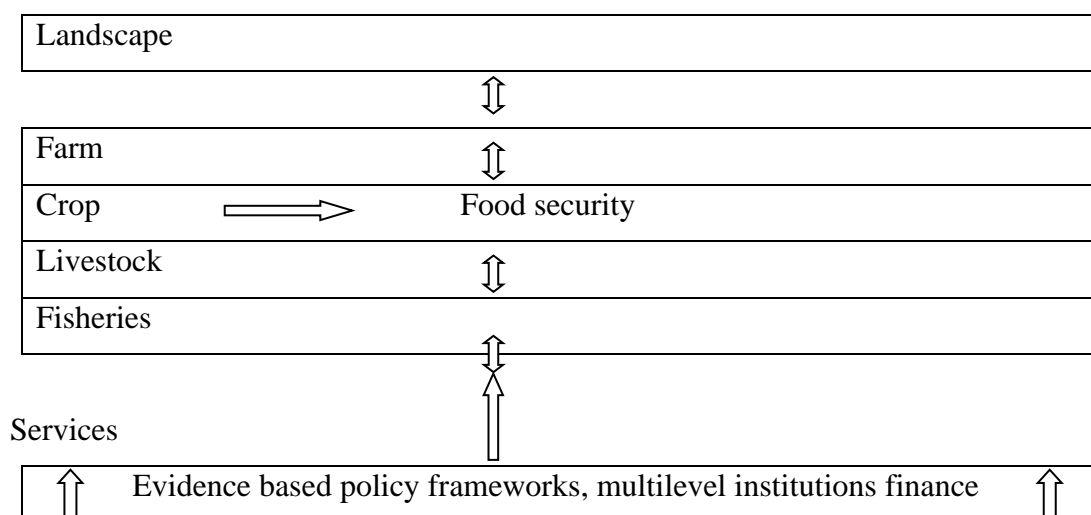 Landscape
Farm
Crop Food security
Livestock
Fisheries
Services
Evidence based policy frameworks, multilevel institutions finance